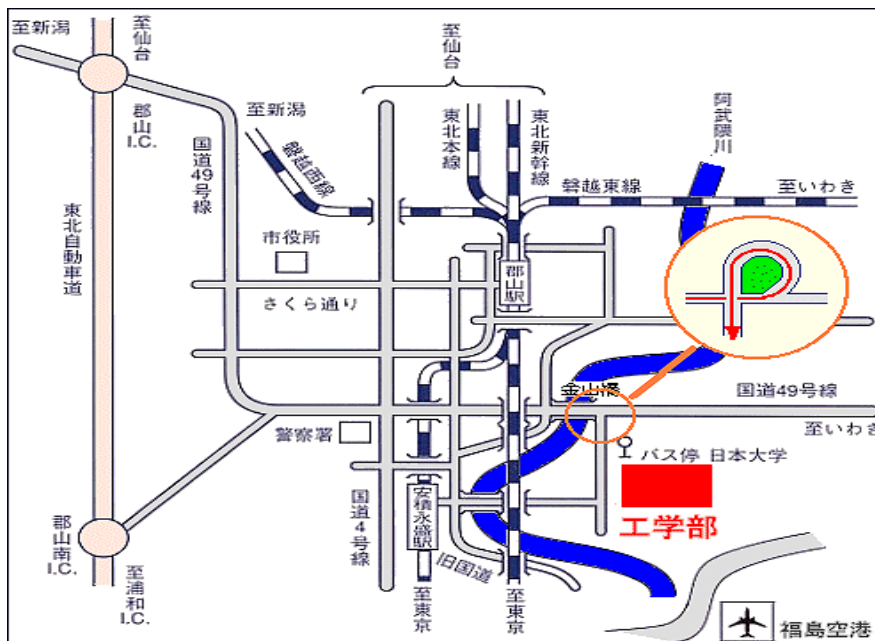 至新潟
至仙台
至仙台
郡山
I.C.
国道49号線
至新潟
磐越西線
東北本線
東北新幹線
阿武隈川
磐越東線
至いわき
東北自動車道
市役所
郡山駅
さくら通り
金山橋
国道49号線
至いわき
警察署
バス停 日本大学
工学部
国道4号線
安積永盛駅
旧国道
郡山南
I.C.
至浦和
I.C.
至東京
至東京
福島空港